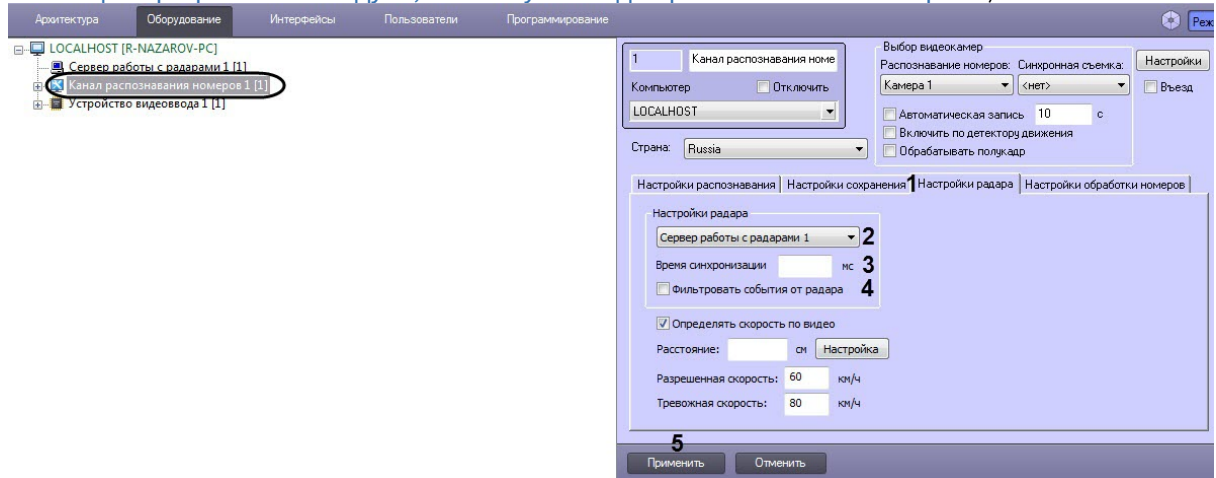 Архитектура Оборудование Интерфейсы Пользователи Программирование
LOCALHOST [R-NAZAROV-PC]
Сервер работы с радарами 1 [1]
Канал распознавания номеров 1 [1]
Устройство видеоввода 1 [1]
1 Канал распознавания номе
Компьютер Отключить
LOCALHOST
Страна: Russia
Выбор видеокамер
Распознавание номеров: Синхронная съемка:
Камера 1 <нет>
Автоматическая запись 10 с
Включить по детектору движения
Обрабатывать полукадр
Настройки
Въезд
Настройки распознавания Настройки сохранения 1 Настройки радара Настройки обработки номеров
Настройки радара
Сервер работы с радарами 1 2
Время синхронизации мс 3
Фильтровать события от радара 4
Определять скорость по видео
Расстояние: см Настройка
Разрешенная скорость: 60 км/ч
Тревожная скорость: 80 км/ч
5
Применить Отменить